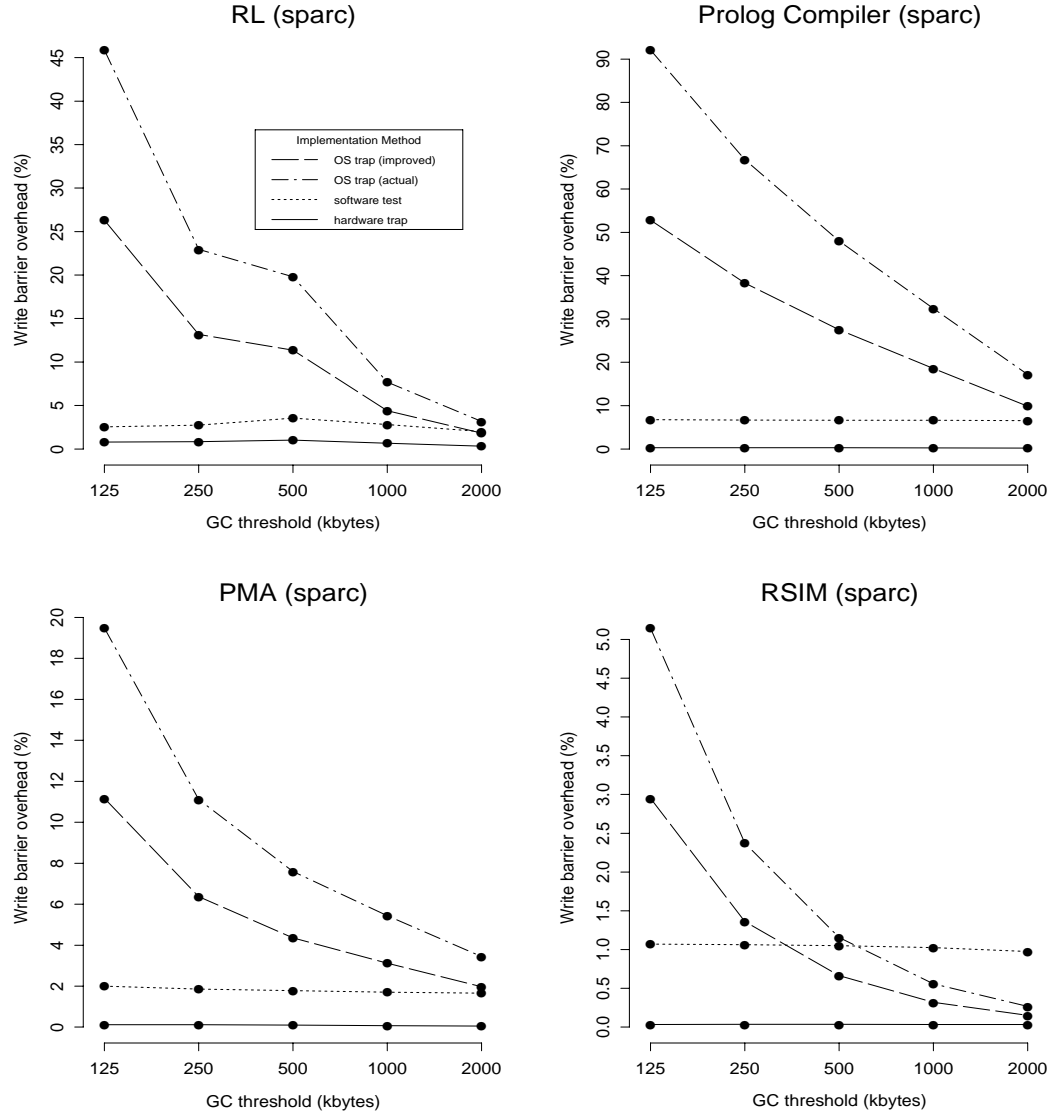 RL (sparc)
Write barrier overhead (%)
45
40
35
30
25
20
15
10
5
0
Implementation Method
OS trap (improved)
OS trap (actual)
software test
hardware trap
125 250 500 1000 2000
GC threshold (kbytes)
Prolog Compiler (sparc)
Write barrier overhead (%)
90
80
70
60
50
40
30
20
10
0
125 250 500 1000 2000
GC threshold (kbytes)
PMA (sparc)
Write barrier overhead (%)
20
18
16
14
12
10
8
6
4
2
0
125 250 500 1000 2000
GC threshold (kbytes)
RSIM (sparc)
Write barrier overhead (%)
5.0
4.5
4.0
3.5
3.0
2.5
2.0
1.5
1.0
0.5
0.0
125 250 500 1000 2000
GC threshold (kbytes)